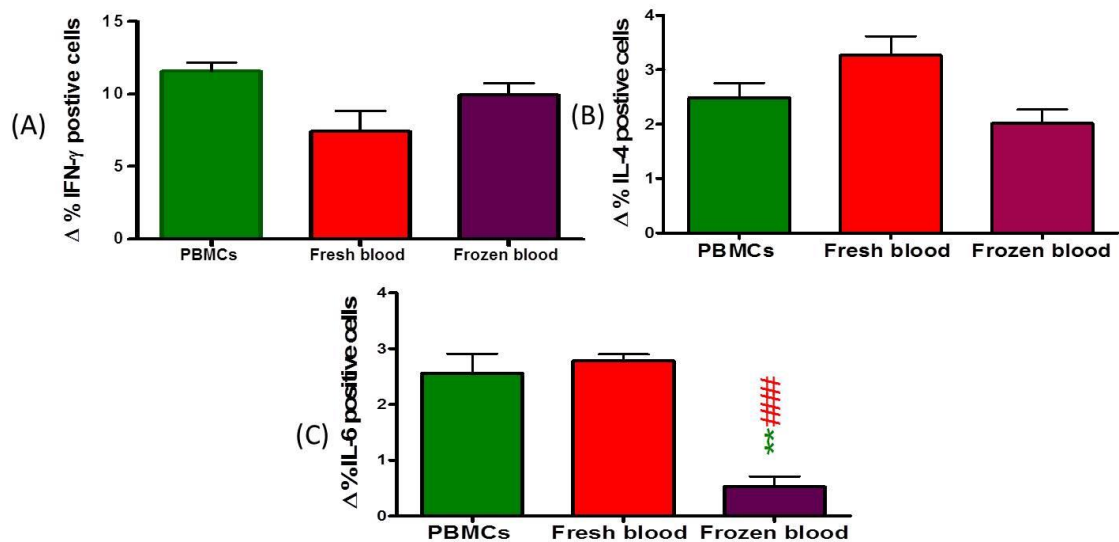 (A)
Δ % IFN-γ postive cells
15
10
5
0
PBMCs Fresh blood Frozen blood
(B)
Δ % IL-4 postive cells
4
3
2
1
0
PBMCs Fresh blood Frozen blood
(C)
Δ %IL-6 positive cells
4
3
2
1
0
**###
PBMCs Fresh blood Frozen blood